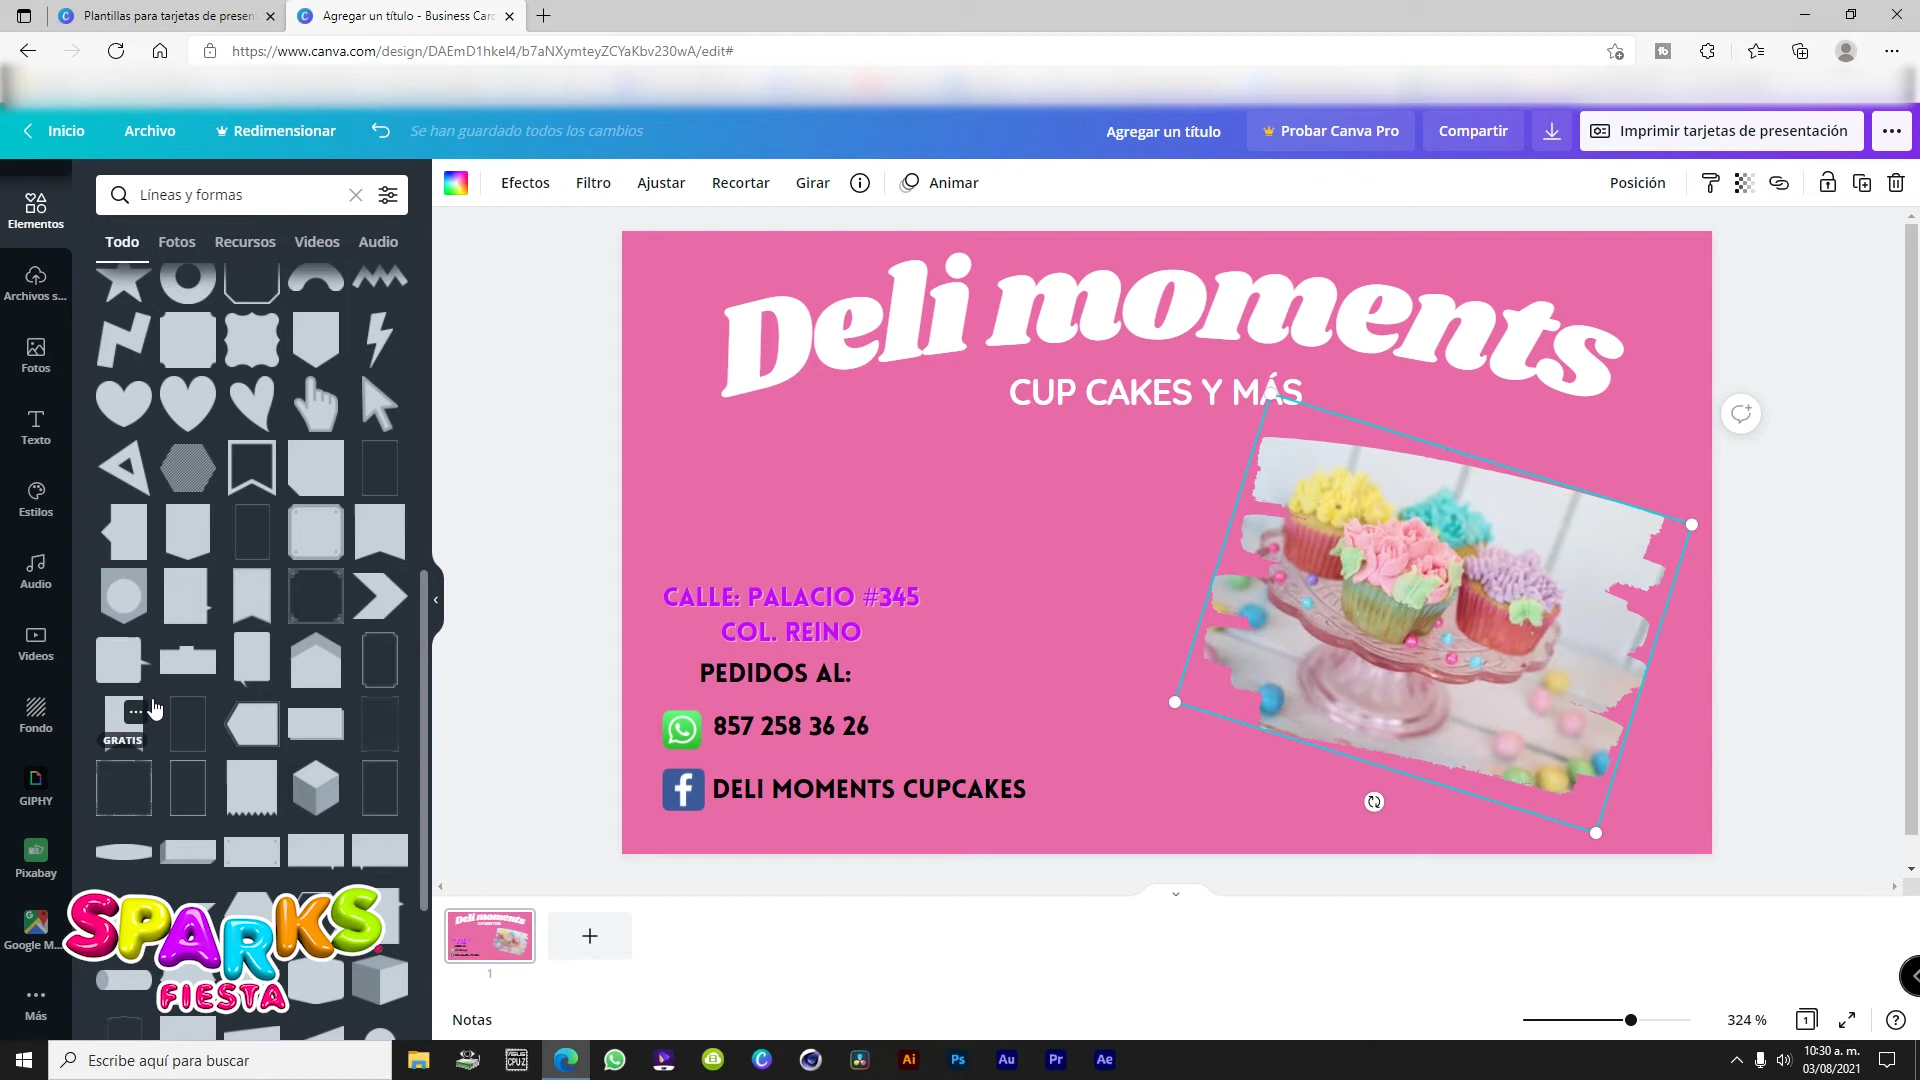 Plantillas para tarjetas de presen
Agregar un título - Business Card
https://www.canva.com/design/DAEmD1hkeI4/b7aNXymteyZCYaKbv230wA/edit#
Inicio
Archivo
Redimensionar
Se han guardado todos los cambios
Agregar un título
Probar Canva Pro
Compartir
Imprimir tarjetas de presentación
Líneas y formas
Efectos
Filtro
Ajustar
Recortar
Girar
Animar
Posición
Todo
Fotos
Recursos
Videos
Audio
Elementos
Archivos s...
Fotos
Texto
Estilos
Audio
Videos
Fondo
GIPHY
Pixabay
Google M...
Más
GRATIS
Deli moments
CUP CAKES Y MÁS
CALLE: PALACIO #345
COL. REINO
PEDIDOS AL:
857 258 36 26
DELI MOMENTS CUPCAKES
SPARKS
FIESTA
1
Notas
324 %
1
Escribe aquí para buscar
Ai
Ps
Au
Pr
Ae
10:30 a. m.
03/08/2021